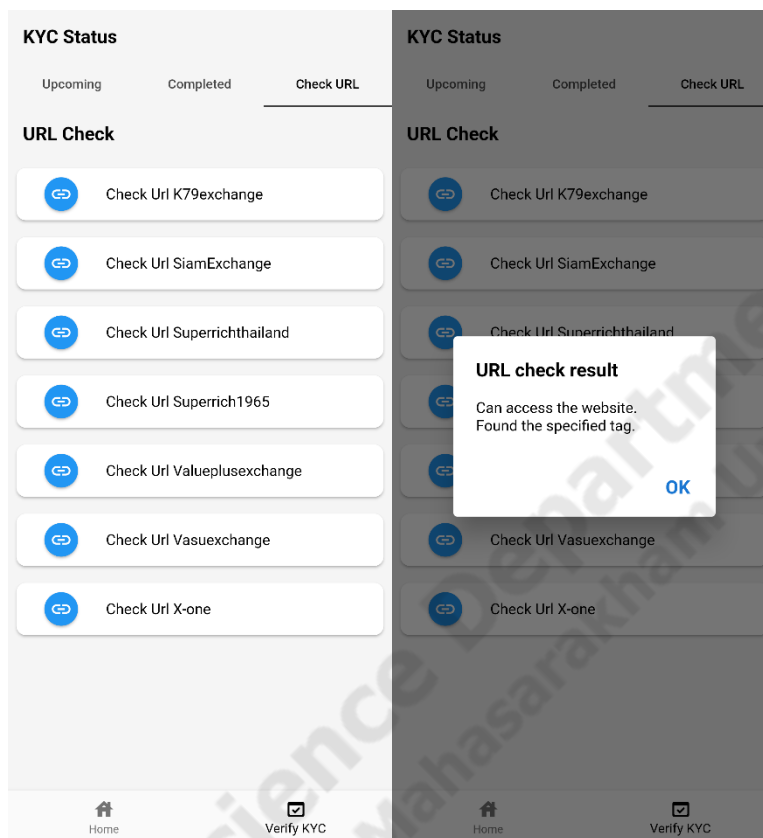 KYC Status
Upcoming Completed Check URL
URL Check
Check Url K79exchange
Check Url SiamExchange
Check Url Superrichthailand
Check Url Superrich1965
Check Url Valueplusexchange
Check Url Vasuexchange
Check Url X-one
Home Verify KYC
KYC Status
Upcoming Completed Check URL
URL Check
Check Url K79exchange
Check Url SiamExchange
Check Url Superrichthailand
URL check result
Can access the website.
Found the specified tag.
OK
Check Url Vasuexchange
Check Url X-one
Home Verify KYC
Mahasarakham